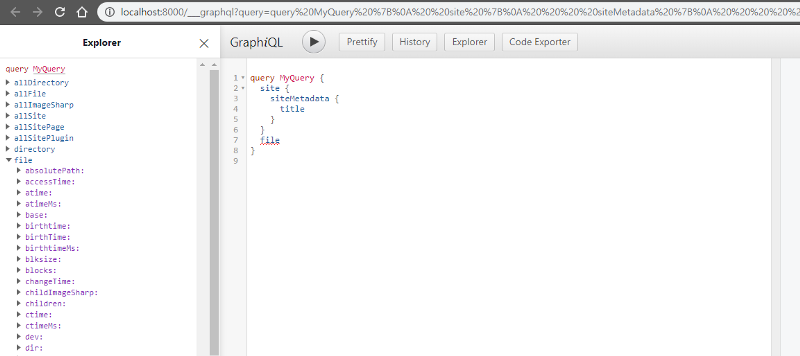 localhost:8000/___graphql?query=query%20MyQuery%20%7B%0A%20%20site%20%7B%0A%20%20%20%20siteMetadata%20%7B%0A%20%20%20%20%20%2
Explorer
GraphiQL
Prettify
History
Explorer
Code Exporter
query MyQuery
allDirectory
allFile
allImageSharp
allSite
allSitePage
allSitePlugin
directory
file
absolutePath:
accessTime:
atime:
atimeMs:
base:
birthtime:
birthTime:
birthtimeMs:
blksize:
blocks:
changeTime:
childImageSharp:
children:
ctime:
ctimeMs:
dev:
dir:
1 query MyQuery {
2 site {
3 siteMetadata {
4 title
5 }
6 }
7 file
8 }
9